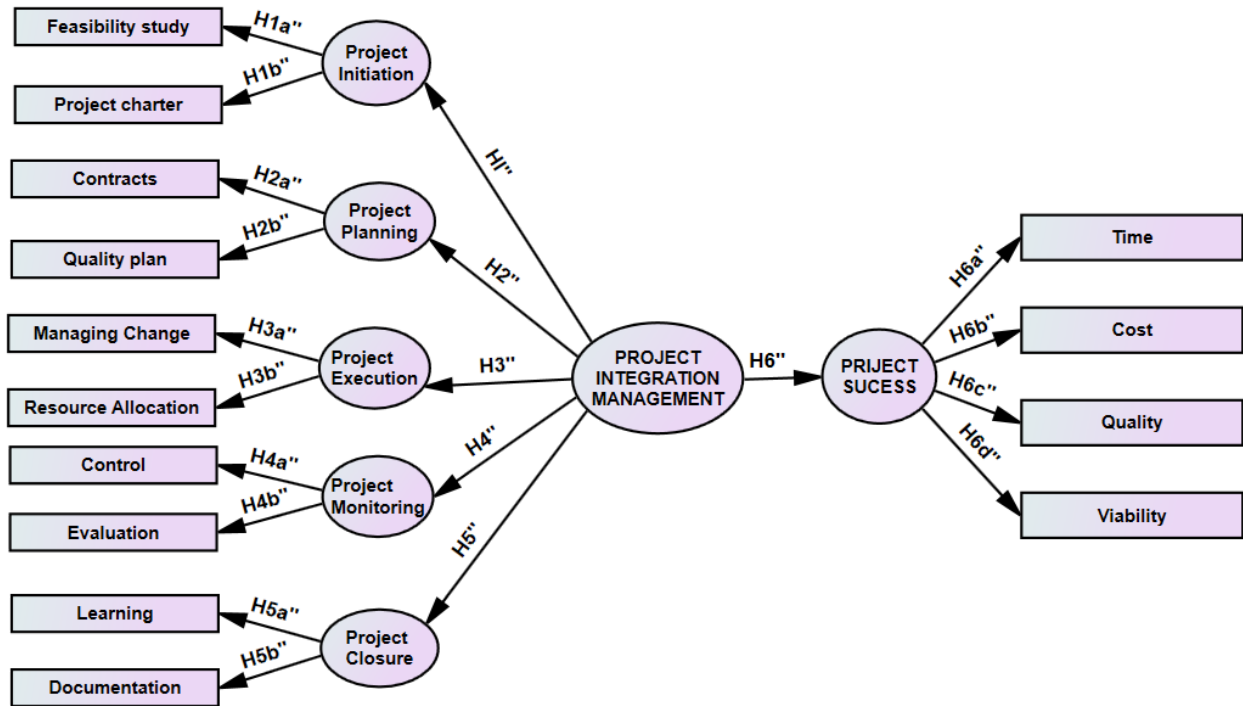 Feasibility study
H1a"
Project charter
H1b"
Project
Initiation
HI"
Contracts
H2a"
Quality plan
H2b"
Project
Planning
H2"
Managing Change
H3a"
Resource Allocation
H3b"
Project
Execution
H3"
Control
H4a"
Evaluation
H4b"
Project
Monitoring
H4"
Learning
H5a"
Documentation
H5b"
Project
Closure
H5"
PROJECT
INTEGRATION
MANAGEMENT
H6"
PRIJECT
SUCESS
H6a"
Time
H6b"
Cost
H6c"
Quality
H6d"
Viability